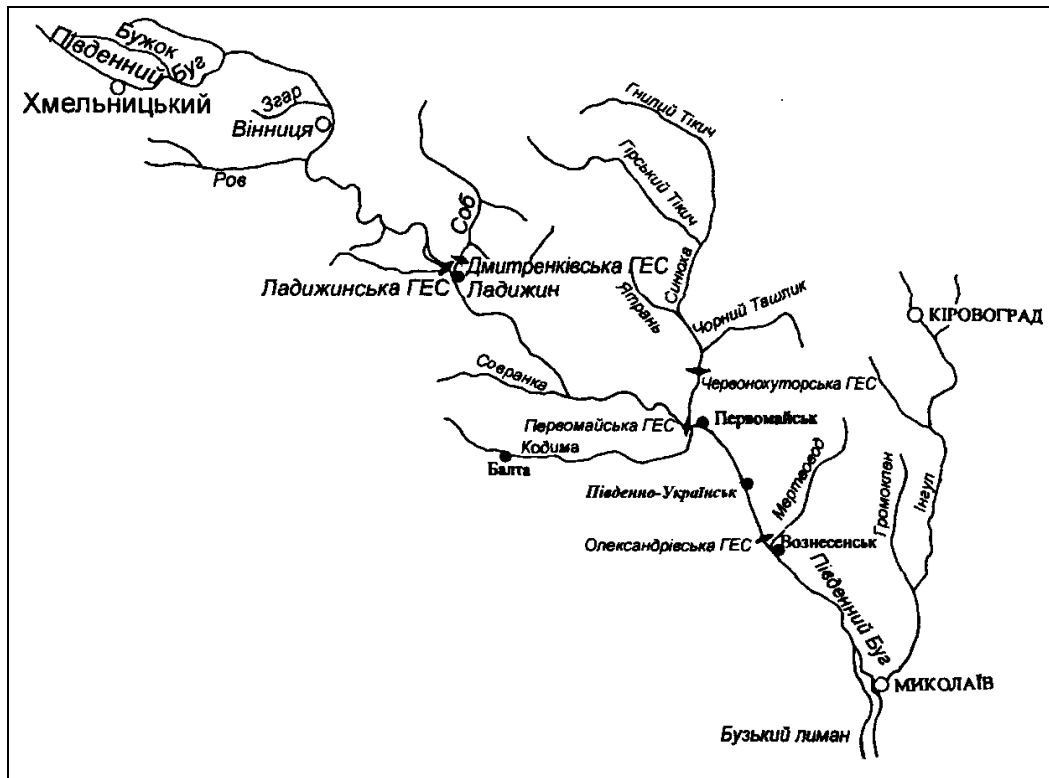 Бужок
Південний
Буг
Хмельницький
Згар
Вінниця
Ров
Соб
Гнилий Тікич
Гірський Тікич
Дмитренківська ГЕС
Ладижинська ГЕС
Ладижин
Синюха
Ятрань
Чорний Ташлик
КІРОВОГРАД
Савранка
Червонохуторська ГЕС
Первомайська ГЕС
Первомайськ
Кодима
Балта
Південно-Українськ
Мертвовод
Громоклея
Інгул
Олександрівська ГЕС
Вознесенськ
Південний Буг
МИКОЛАЇВ
Бузький лиман